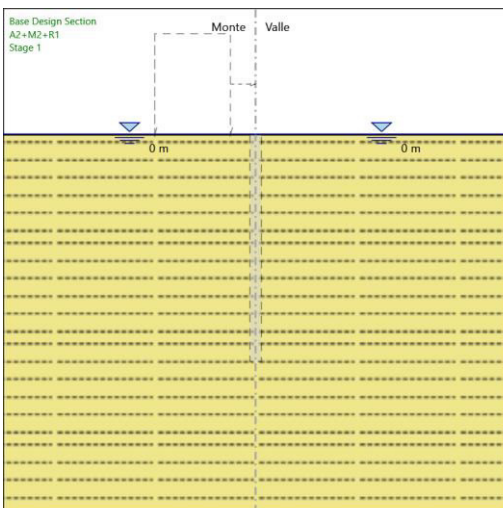 Base Design Section
A2+M2+R1
Stage 1
Monte
Valle
0 m
0 m